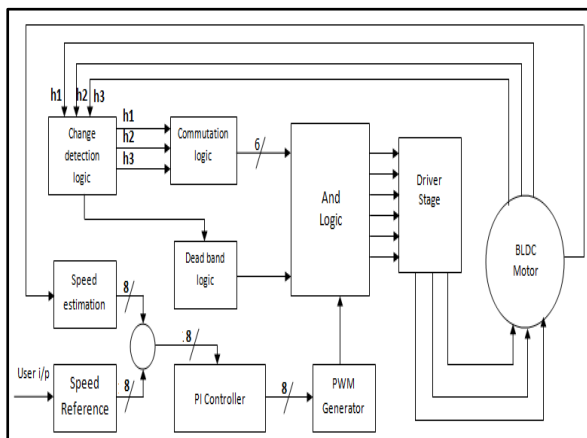 h1
h2
h3
Change
detection
logic
h1
h2
h3
Commutation
logic
6
And
Logic
Driver
Stage
BLDC
Motor
Dead band
logic
Speed
estimation
8
.8
User i/p
Speed
Reference
8
PI Controller
8
PWM
Generator